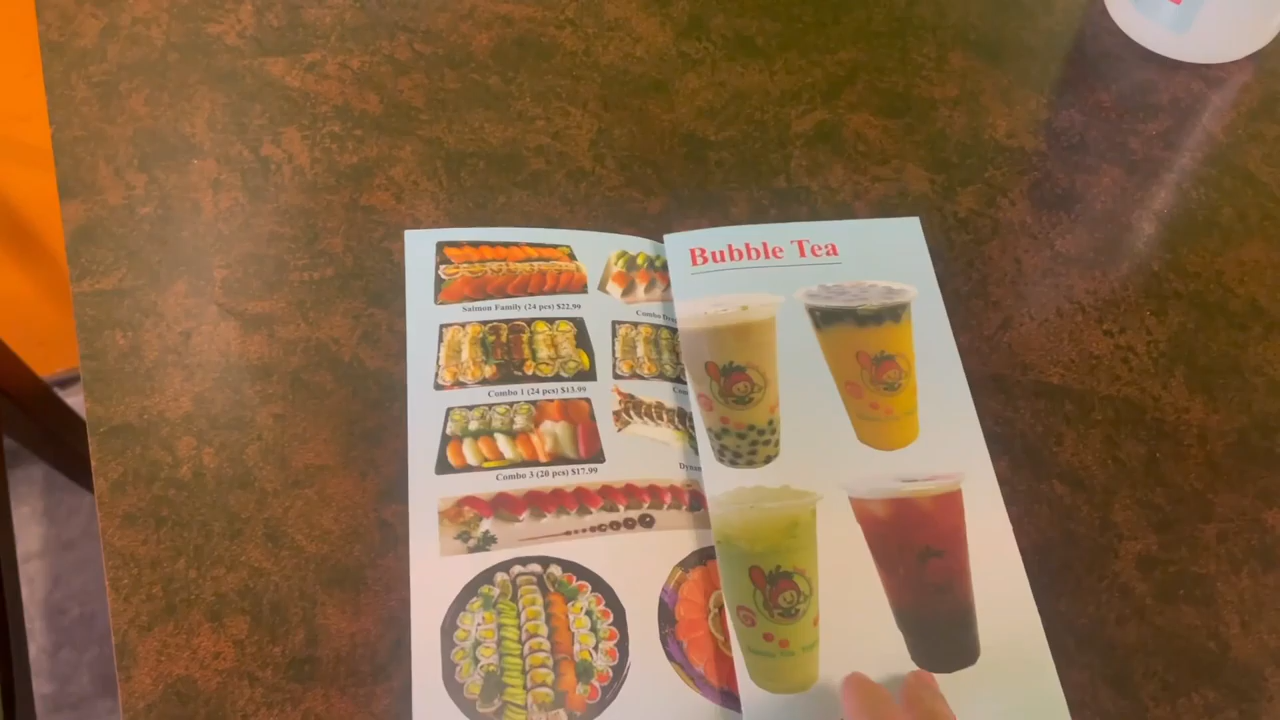 Bubble Tea
Salmon Family (24 pcs) $22.99
Combo
Combo 1 (24 pcs) $13.99
Combo 3 (20 pcs) $17.99